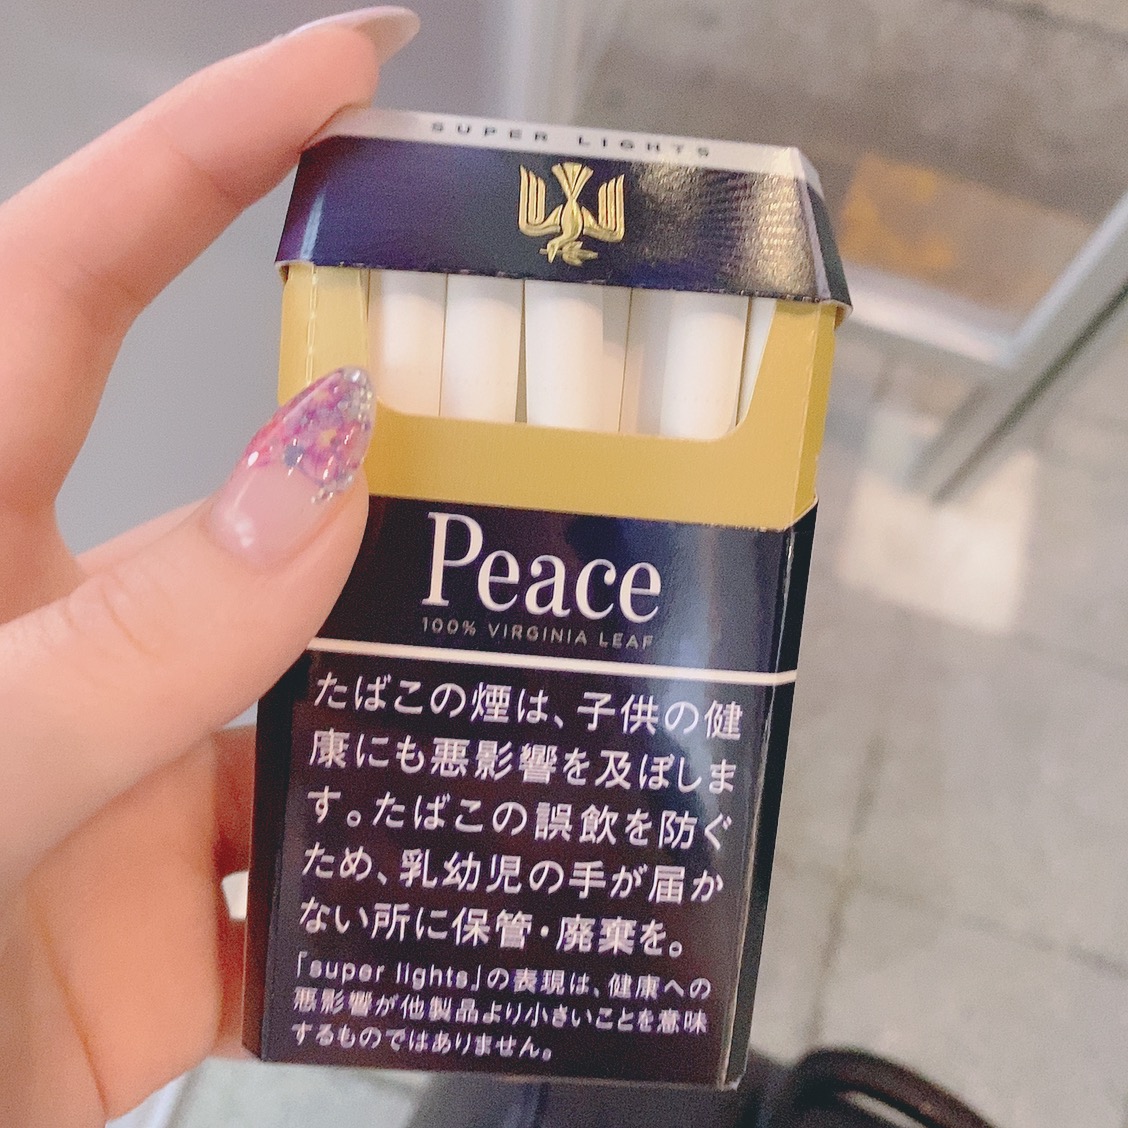 SUPER LIGHTS
Peace
100% VIRGINIA LEAF
たばこの煙は、子供の健
康にも悪影響を及ぼしま
す。たばこの誤飲を防ぐ
ため、乳幼児の手が届か
ない所に保管・廃棄を。
「super lights」の表現は、健康への
悪影響が他製品より小さいことを意味
するものではありません。